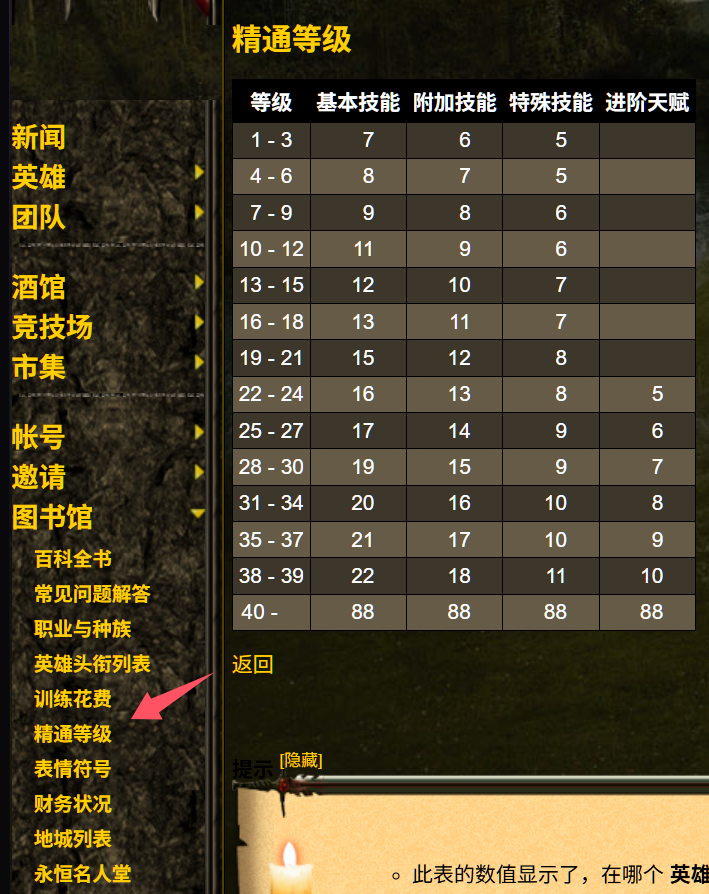 新闻
英雄
团队
酒馆
竞技场
市集
帐号
邀请
图书馆
百科全书
常见问题解答
职业与种族
英雄头衔列表
训练花费
精通等级
表情符号
财务状况
地城列表
永恒名人堂
精通等级
等级 基本技能 附加技能 特殊技能 进阶天赋
1 - 3 7 6 5
4 - 6 8 7 5
7 - 9 9 8 6
10 - 12 11 9 6
13 - 15 12 10 7
16 - 18 13 11 7
19 - 21 15 12 8
22 - 24 16 13 8 5
25 - 27 17 14 9 6
28 - 30 19 15 9 7
31 - 34 20 16 10 8
35 - 37 21 17 10 9
38 - 39 22 18 11 10
40 - 88 88 88 88
返回
提示 [隐藏]
此表的数值显示了，在哪个 英雄